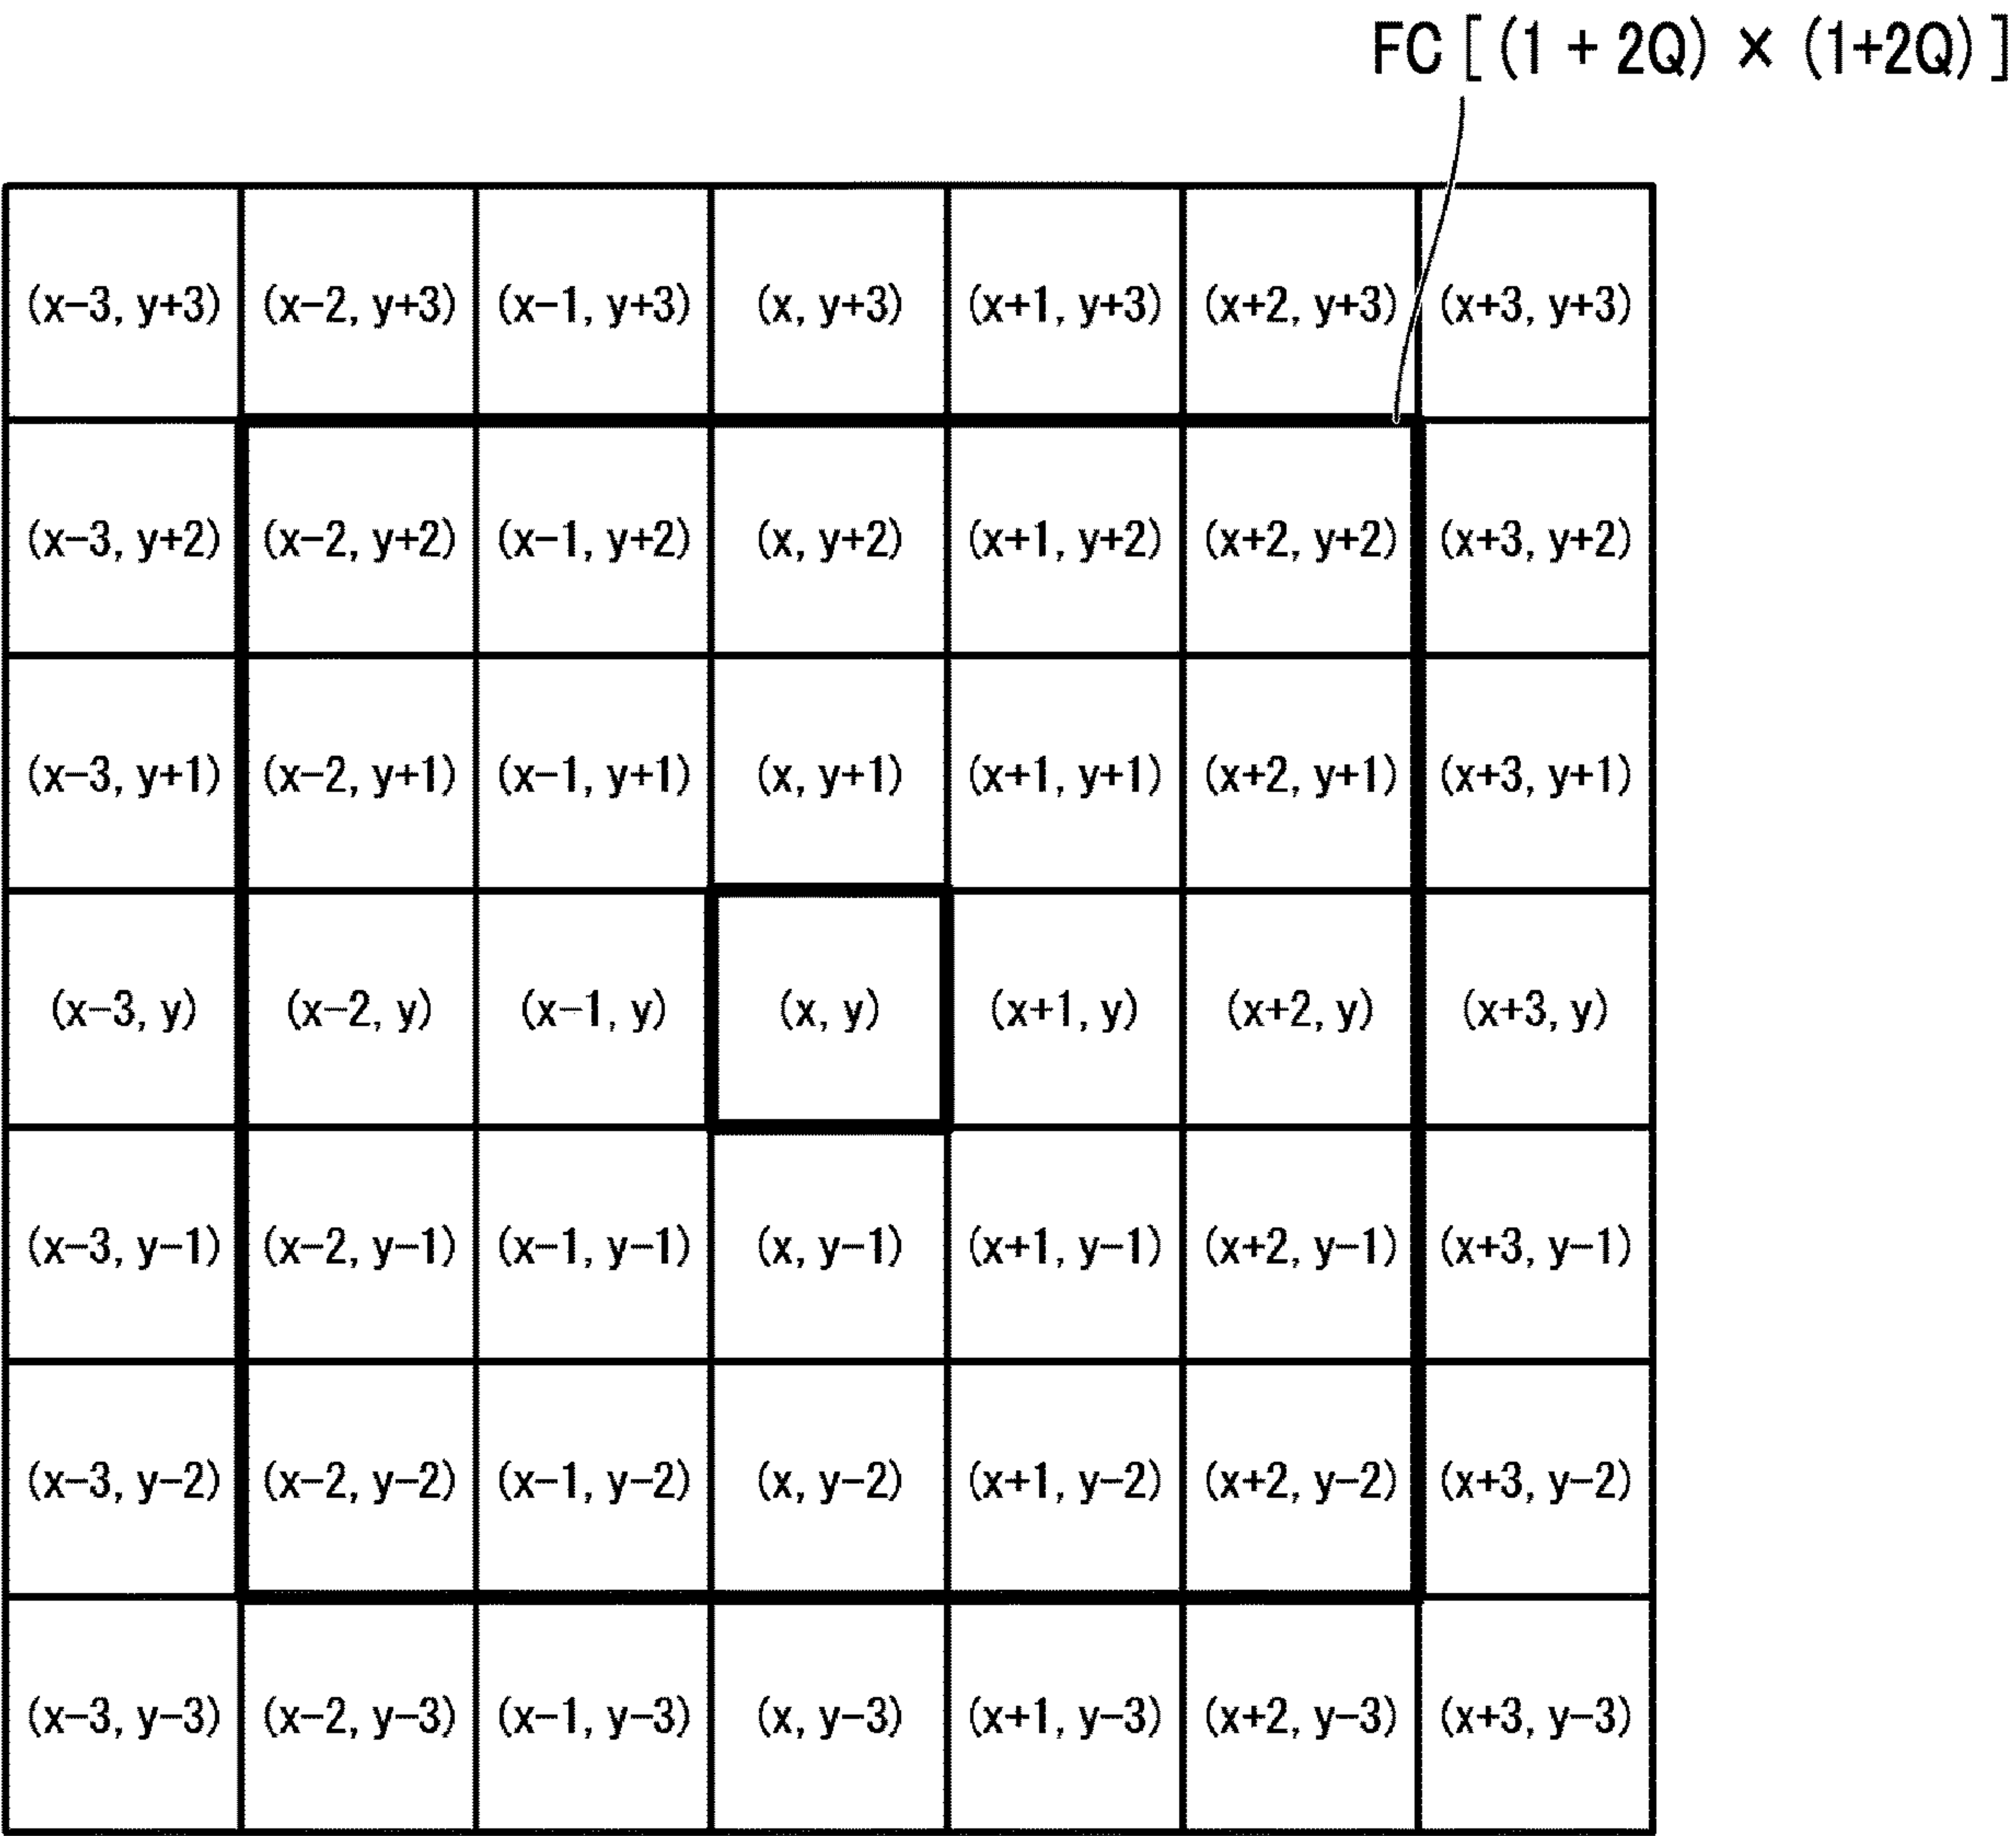 FC [ (1 + 2Q) × (1+2Q) ]
(x−3, y+3) (x−2, y+3) (x−1, y+3) (x, y+3) (x+1, y+3) (x+2, y+3) (x+3, y+3)
(x−3, y+2) (x−2, y+2) (x−1, y+2) (x, y+2) (x+1, y+2) (x+2, y+2) (x+3, y+2)
(x−3, y+1) (x−2, y+1) (x−1, y+1) (x, y+1) (x+1, y+1) (x+2, y+1) (x+3, y+1)
(x−3, y) (x−2, y) (x−1, y) (x, y) (x+1, y) (x+2, y) (x+3, y)
(x−3, y−1) (x−2, y−1) (x−1, y−1) (x, y−1) (x+1, y−1) (x+2, y−1) (x+3, y−1)
(x−3, y−2) (x−2, y−2) (x−1, y−2) (x, y−2) (x+1, y−2) (x+2, y−2) (x+3, y−2)
(x−3, y−3) (x−2, y−3) (x−1, y−3) (x, y−3) (x+1, y−3) (x+2, y−3) (x+3, y−3)